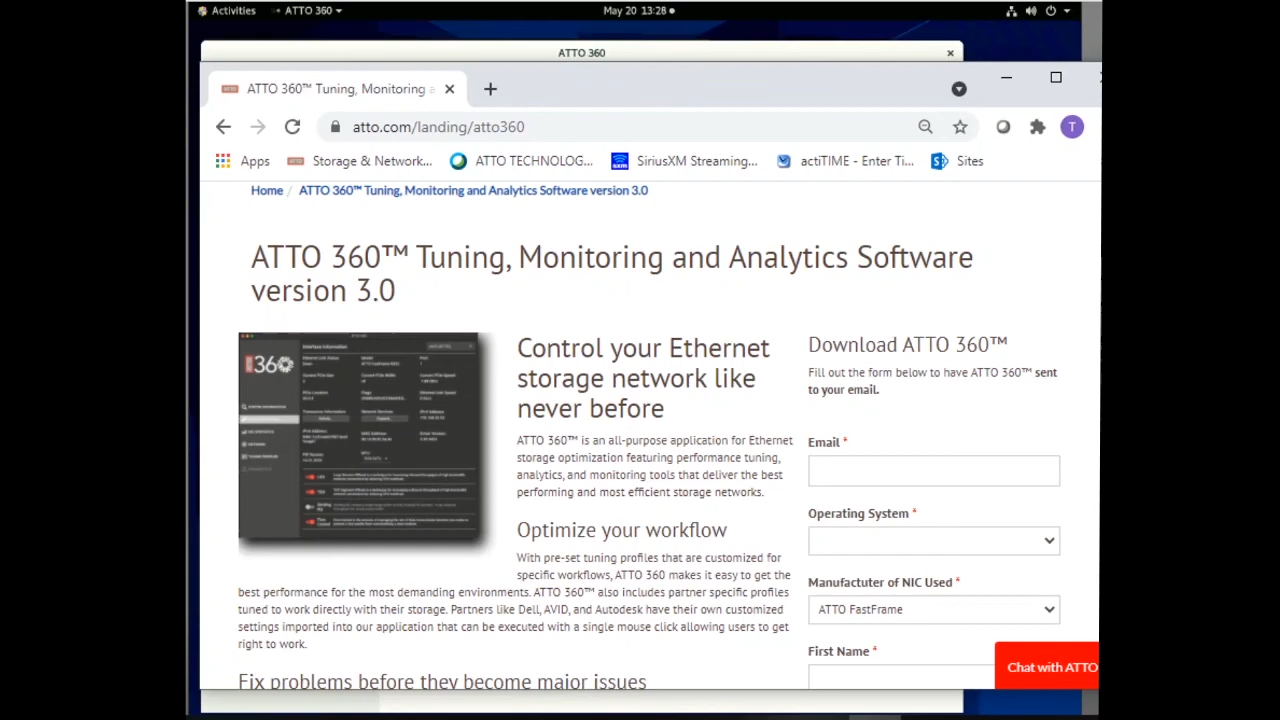 Activities
ATTO 360
May 20 13:28
ATTO 360
ATTO 360™ Tuning, Monitoring a
atto.com/landing/atto360
T
Apps
Storage & Network...
ATTO TECHNOLOG...
SiriusXM Streaming...
actiTIME - Enter Ti...
Sites
Home / ATTO 360™ Tuning, Monitoring and Analytics Software version 3.0
ATTO 360™ Tuning, Monitoring and Analytics Software
version 3.0
360
Interface Information
Control your Ethernet
storage network like
never before
ATTO 360™ is an all-purpose application for Ethernet
storage optimization featuring performance tuning,
analytics, and monitoring tools that deliver the best
performing and most efficient storage networks.
Optimize your workflow
With pre-set tuning profiles that are customized for
specific workflows, ATTO 360 makes it easy to get the
best performance for the most demanding environments. ATTO 360™ also includes partner specific profiles
tuned to work directly with their storage. Partners like Dell, AVID, and Autodesk have their own customized
settings imported into our application that can be executed with a single mouse click allowing users to get
right to work.
Fix problems before they become major issues
Download ATTO 360™
Fill out the form below to have ATTO 360™ sent
to your email.
Email *
Operating System *
Manufactuter of NIC Used *
ATTO FastFrame
First Name *
Chat with ATTO